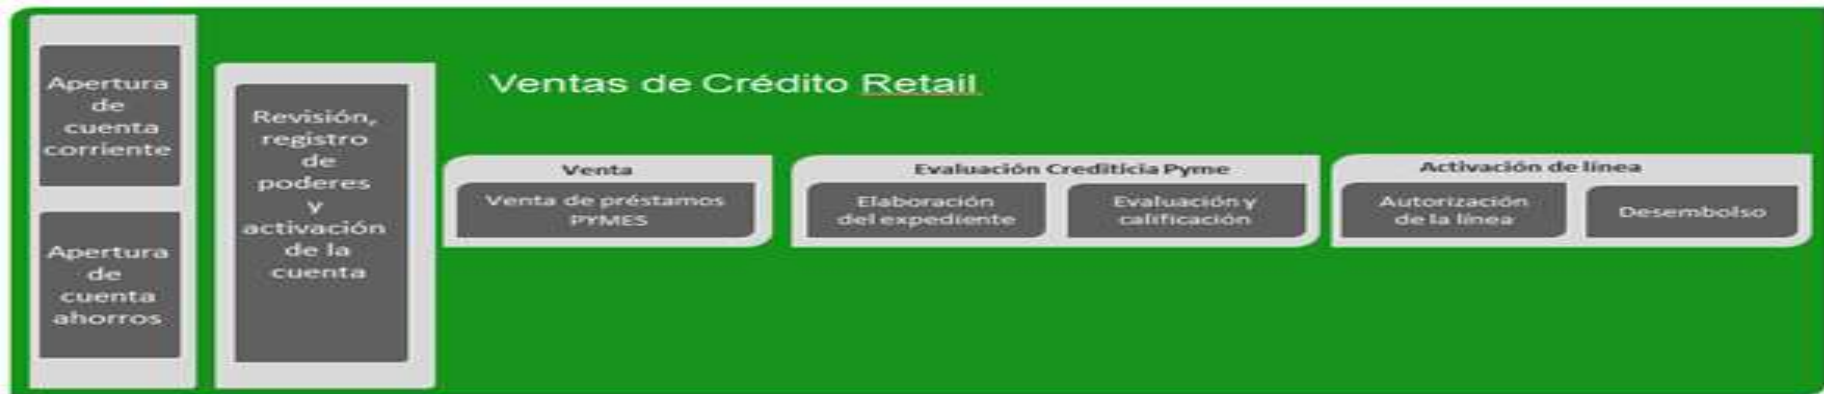 Apertura
de
cuenta
corriente
Apertura
de
cuenta
ahorros
Revisión,
registro
de
poderes
y
activación
de la
cuenta
Ventas de Crédito Retail
Venta
Venta de préstamos
PYMES
Evaluación Crediticia Pyme
Elaboración
del expediente
Evaluación y
calificación
Activación de línea
Autorización
de la línea
Desembolso